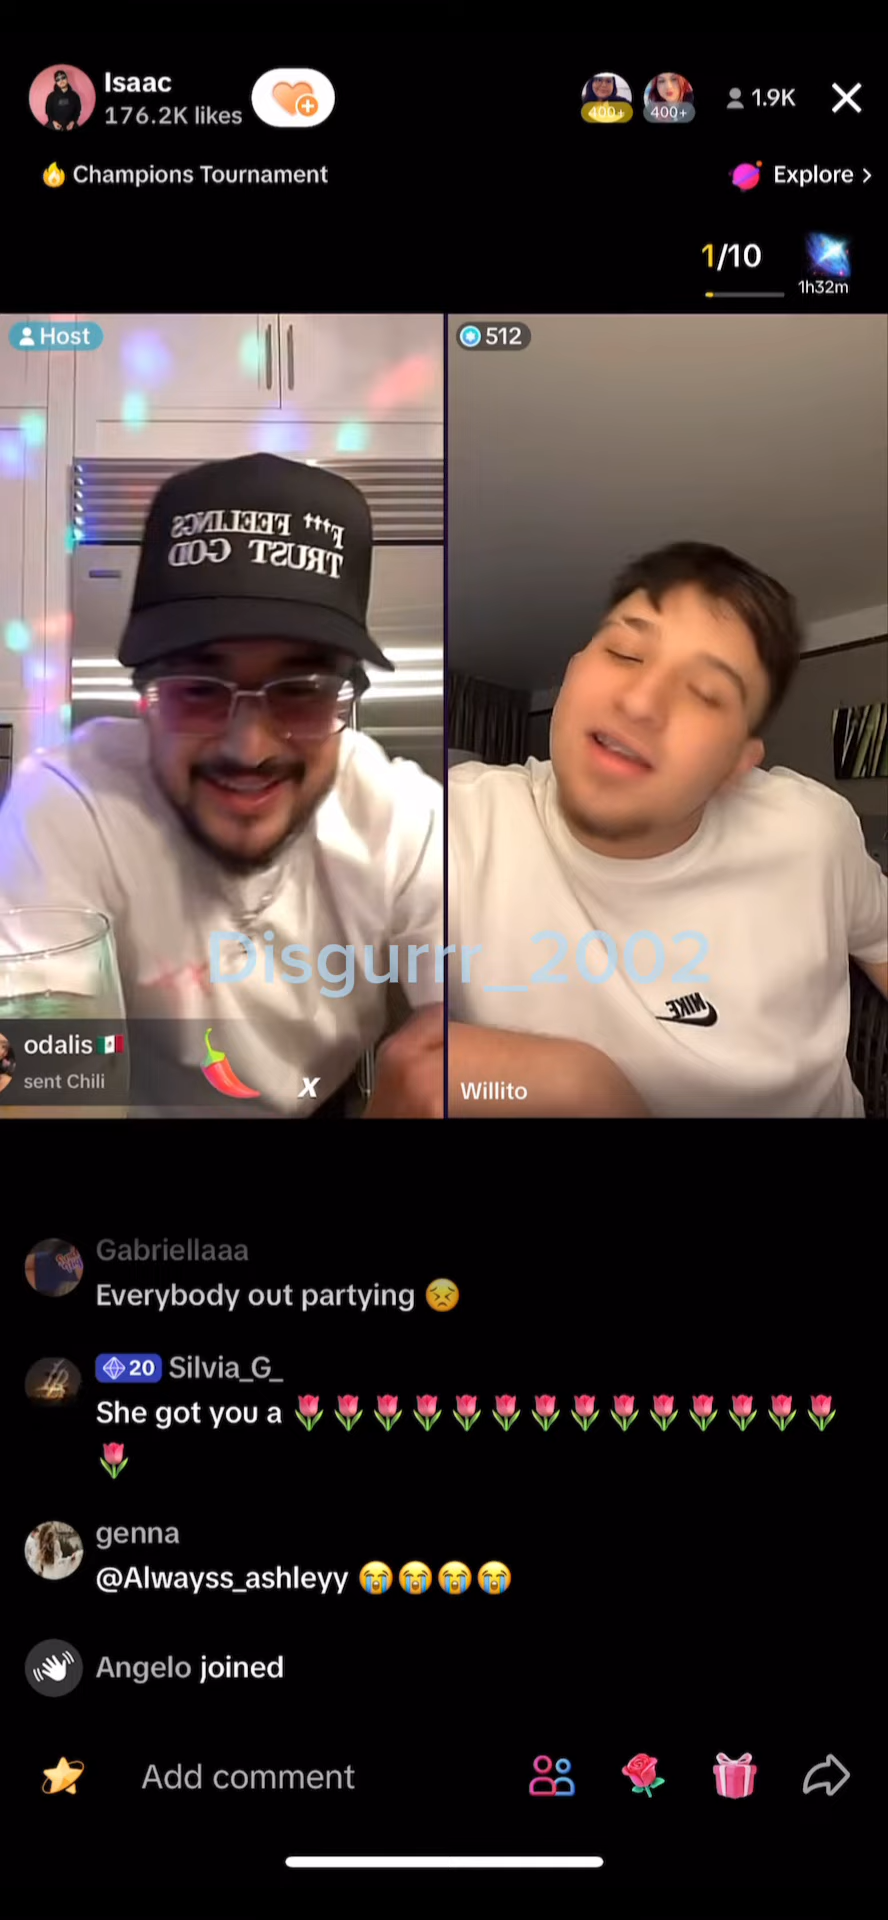 Isaac
176.2K likes
400+
400+
1.9K
🔥 Champions Tournament
Explore >
1/10
1h32m
Host
512
F*** FEELINGS
TRUST GOD
Disgurrr_2002
NIKE
odalis 🇲🇽
sent Chili
x
Willito
Gabriellaaa
Everybody out partying 😣
20 Silvia_G_
She got you a 🌷🌷🌷🌷🌷🌷🌷🌷🌷🌷🌷🌷🌷🌷
🌷
genna
@Alwayss_ashleyy 😭😭😭😭
Angelo joined
Add comment